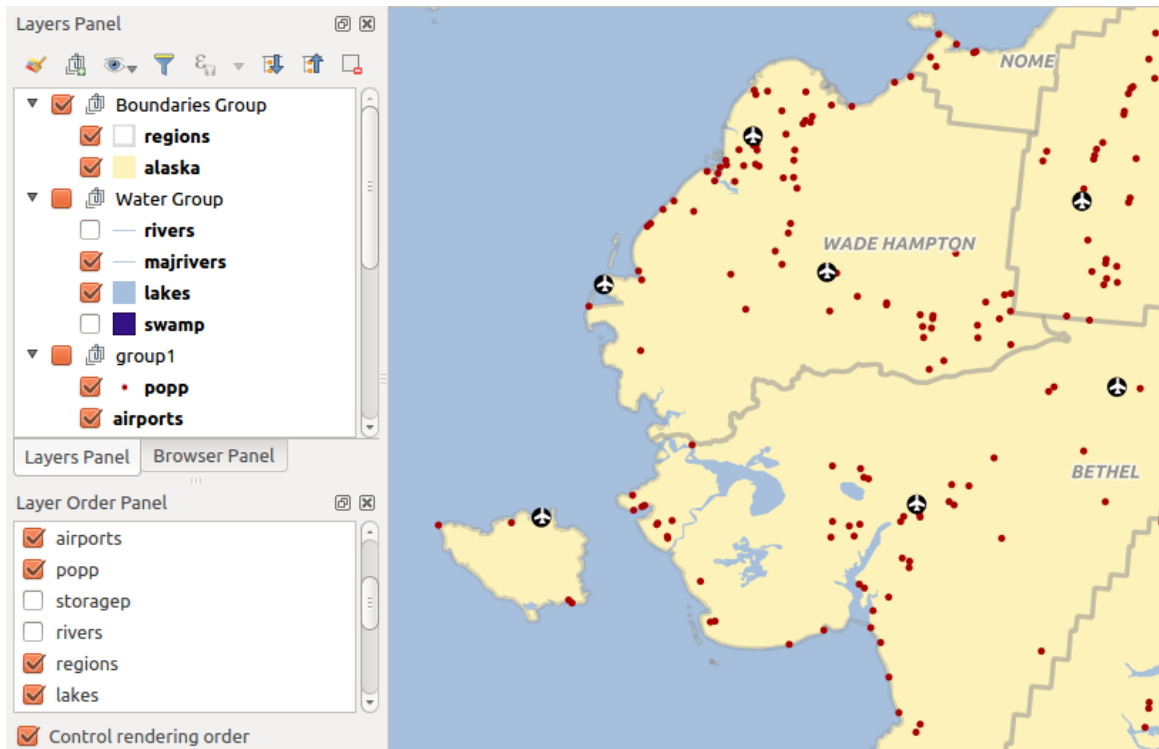 Layers Panel
Boundaries Group
regions
alaska
Water Group
rivers
majrivers
lakes
swamp
group1
popp
airports
Layers Panel
Browser Panel
Layer Order Panel
airports
popp
storagep
rivers
regions
lakes
Control rendering order
NOME
WADE HAMPTON
BETHEL